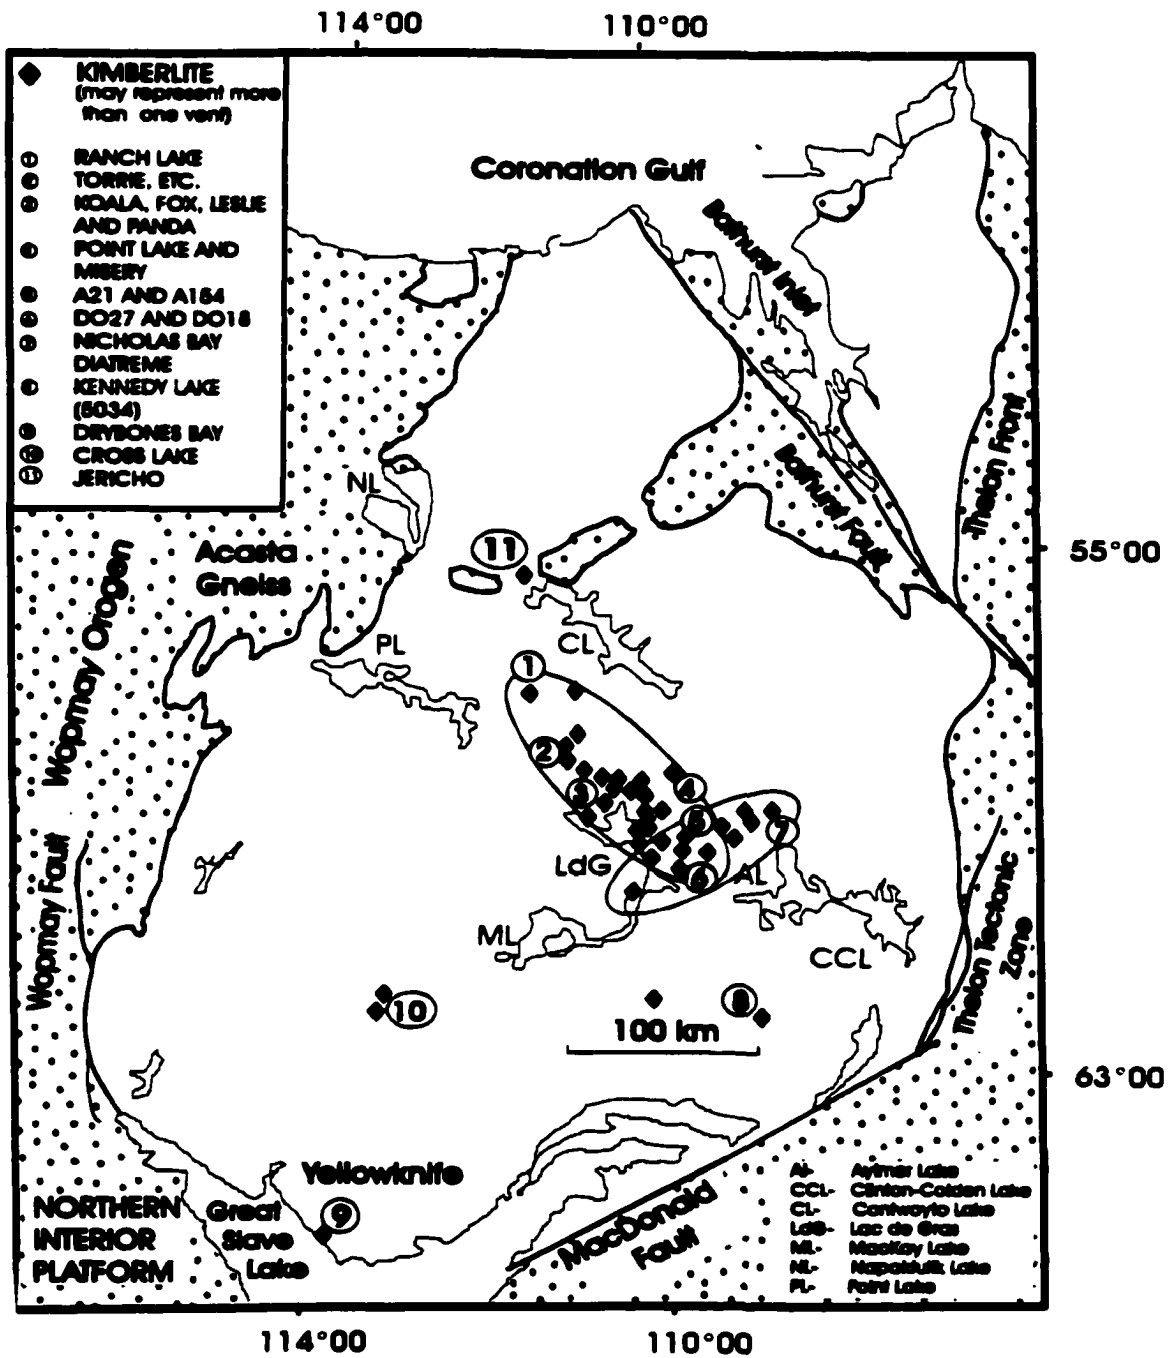 114°00 110°00
KIMBERLITE
(may represent more
than one vent)
RANCH LAKE
TORRIE, ETC.
KOALA, FOX, LESLIE
AND PANDA
POINT LAKE AND
MISERY
A21 AND A154
DO27 AND DO18
NICHOLAS BAY
DIATREME
KENNEDY LAKE
(5034)
DRYBONES BAY
10 CROSS LAKE
11 JERICHO
Coronation Gulf
Bathurst Inlet
Bathurst Fault
Thelon Front
NL
Acasta
Gneiss
11
55°00
Wopmay Orogen
PL
CL
1
2
3
4
5
6
7
LdG
AL
ML
CCL
Wopmay Fault
Thelon Tectonic
Zone
10
8
100 km
63°00
Yellowknife
9
NORTHERN
INTERIOR
PLATFORM
Great
Slave
Lake
MacDonald
Fault
AL- Aylmer Lake
CCL- Clinton-Colden Lake
CL- Contwoyto Lake
LdG- Lac de Gras
ML- MacKay Lake
NL- Napaktulik Lake
PL- Point Lake
114°00 110°00